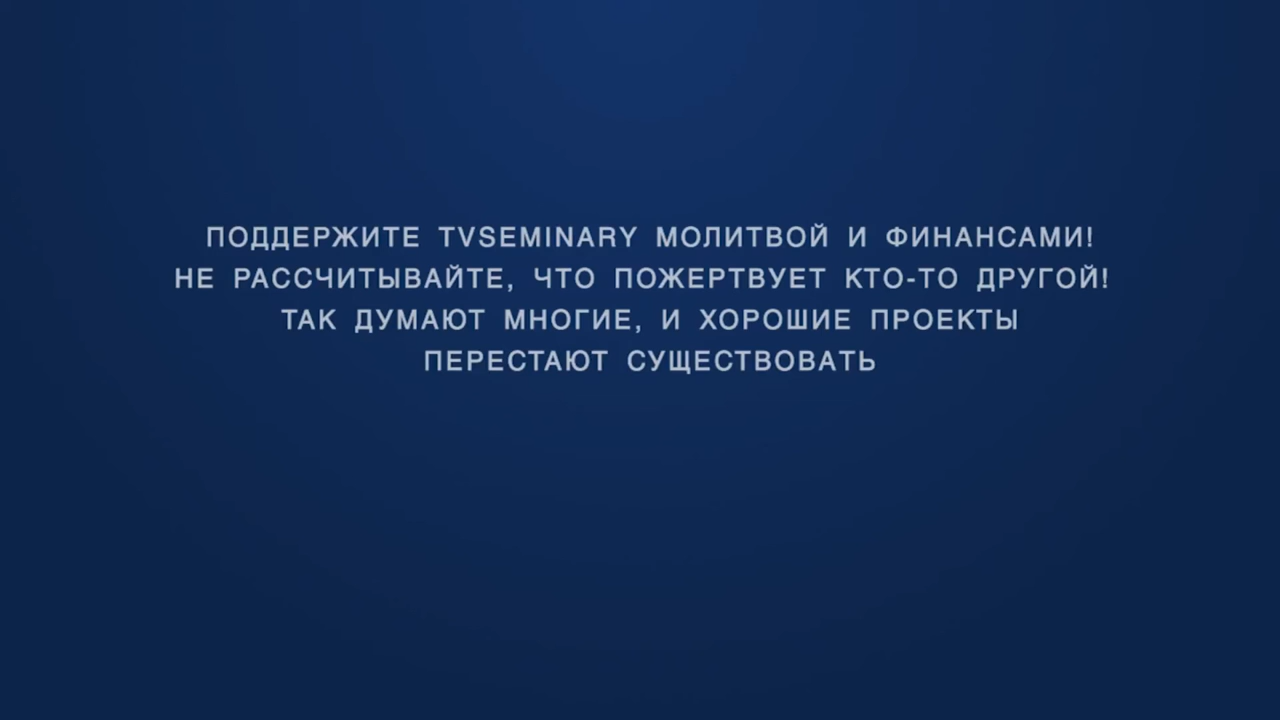 ПОДДЕРЖИТЕ TVSEMINARY МОЛИТВОЙ И ФИНАНСАМИ!
НЕ РАССЧИТЫВАЙТЕ, ЧТО ПОЖЕРТВУЕТ КТО-ТО ДРУГОЙ!
ТАК ДУМАЮТ МНОГИЕ, И ХОРОШИЕ ПРОЕКТЫ
ПЕРЕСТАЮТ СУЩЕСТВОВАТЬ